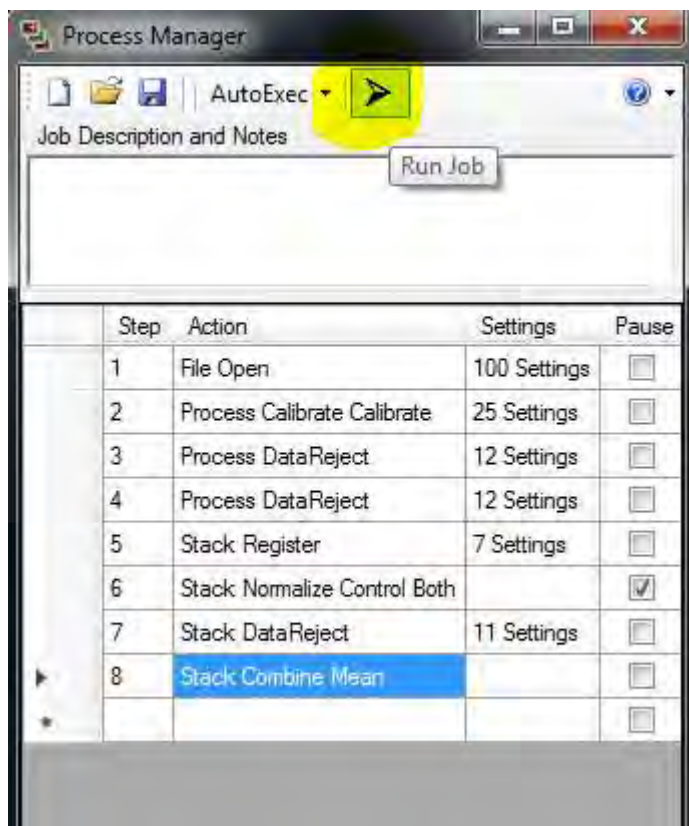 Process Manager
AutoExec
Job Description and Notes
Run Job
Step Action Settings Pause
1 File Open 100 Settings
2 Process Calibrate Calibrate 25 Settings
3 Process DataReject 12 Settings
4 Process DataReject 12 Settings
5 Stack Register 7 Settings
6 Stack Normalize Control Both
7 Stack DataReject 11 Settings
8 Stack Combine Mean